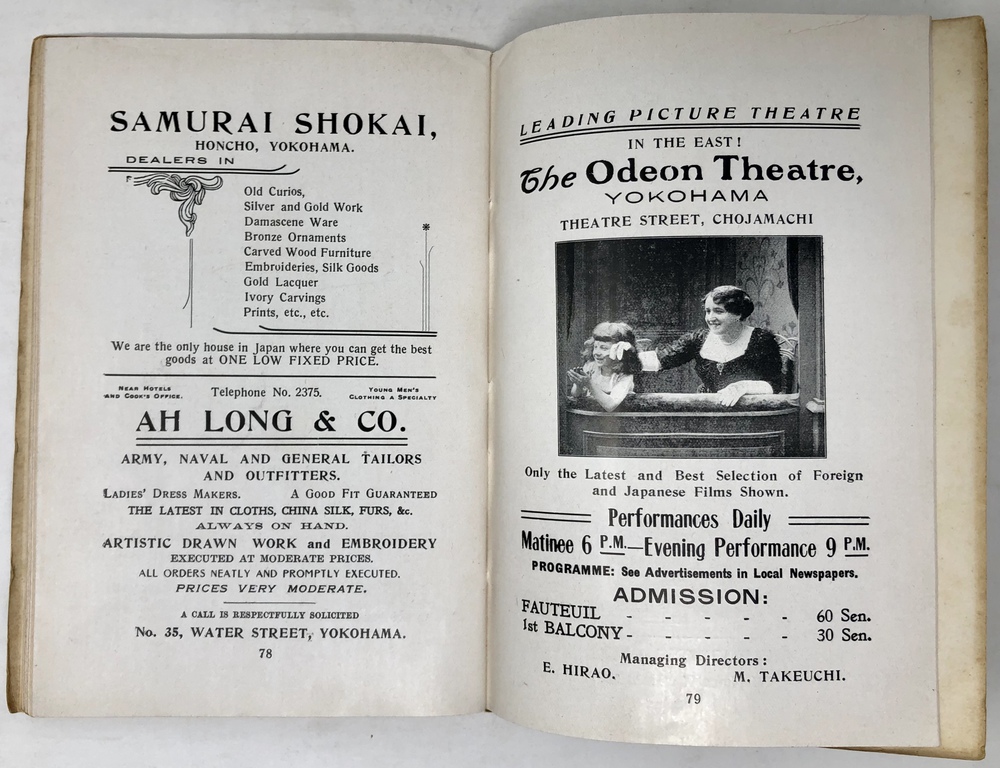 SAMURAI SHOKAI,
HONCHO, YOKOHAMA.
DEALERS IN
Old Curios,
Silver and Gold Work
Damascene Ware
Bronze Ornaments
Carved Wood Furniture
Embroideries, Silk Goods
Gold Lacquer
Ivory Carvings
Prints, etc., etc.
We are the only house in Japan where you can get the best
goods at ONE LOW FIXED PRICE.
NEAR HOTELS
AND COOK'S OFFICE.
Telephone No. 2375.
YOUNG MEN'S
CLOTHING A SPECIALTY
AH LONG & CO.
ARMY, NAVAL AND GENERAL TAILORS
AND OUTFITTERS.
LADIES' DRESS MAKERS. A GOOD FIT GUARANTEED
THE LATEST IN CLOTHS, CHINA SILK, FURS, &c.
ALWAYS ON HAND.
ARTISTIC DRAWN WORK and EMBROIDERY
EXECUTED AT MODERATE PRICES.
ALL ORDERS NEATLY AND PROMPTLY EXECUTED.
PRICES VERY MODERATE.
A CALL IS RESPECTFULLY SOLICITED
No. 35, WATER STREET, YOKOHAMA.
78
LEADING PICTURE THEATRE
IN THE EAST!
The Odeon Theatre,
YOKOHAMA
THEATRE STREET, CHOJAMACHI
Only the Latest and Best Selection of Foreign
and Japanese Films Shown.
Performances Daily
Matinee 6 P.M.—Evening Performance 9 P.M.
PROGRAMME: See Advertisements in Local Newspapers.
ADMISSION:
FAUTEUIL - - - - - 60 Sen.
1st BALCONY - - - - - 30 Sen.
Managing Directors:
E. HIRAO. M. TAKEUCHI.
79